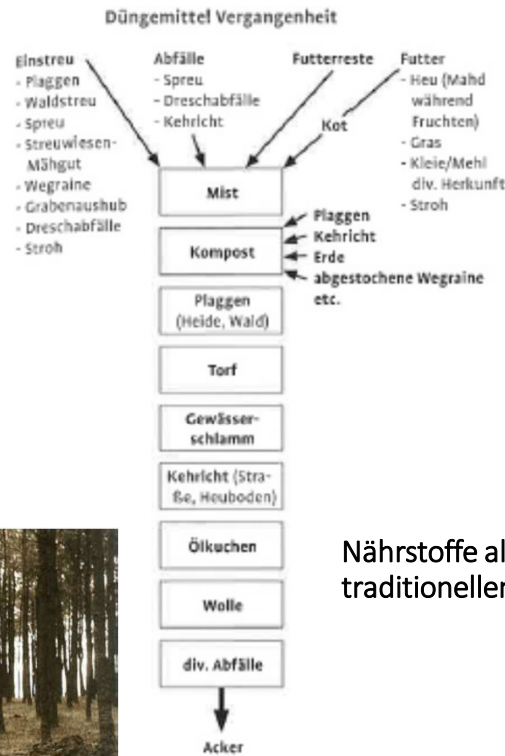 Düngemittel Vergangenheit
Einstreu
- Plaggen
- Waldstreu
- Spreu
- Streuwiesen-
Mähgut
- Wegraine
- Grabenaushub
- Dreschabfälle
- Stroh
Abfälle
- Spreu
- Dreschabfälle
- Kehricht
Futterreste
Kot
Futter
- Heu (Mahd
während
Fruchten)
- Gras
- Kleie/Mehl
div. Herkunft
- Stroh
Mist
Kompost
Plaggen
Kehricht
Erde
abgestochene Wegraine
etc.
Plaggen
(Heide, Wald)
Torf
Gewässer-
schlamm
Kehricht (Stra-
ße, Heuboden)
Ölkuchen
Wolle
div. Abfälle
Acker
Nährstoffe al
traditioneller